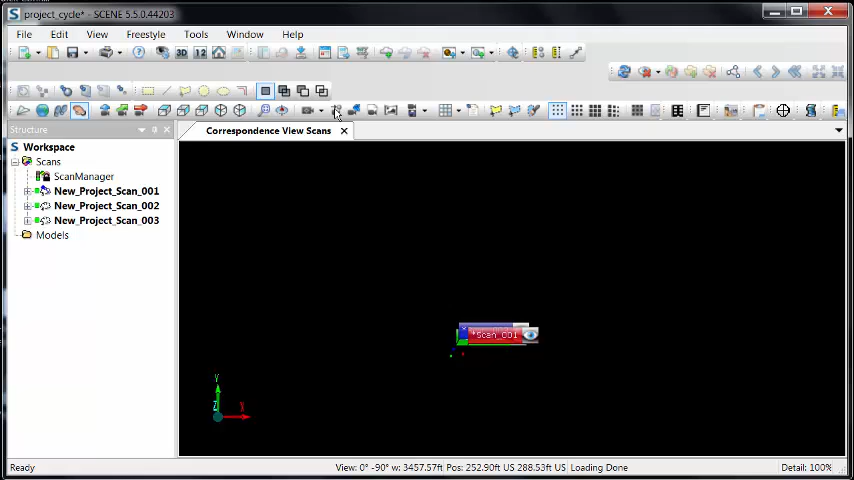 project_cycle* - SCENE 5.5.0.44203
File Edit View Freestyle Tools Window Help
Structure
Correspondence View Scans
Workspace
Scans
ScanManager
New_Project_Scan_001
New_Project_Scan_002
New_Project_Scan_003
Models
*Scan_001
Y
Z X
Ready View: 0° -90° w: 3457.57ft Pos: 252.90ft US 288.53ft US Loading Done Detail: 100%